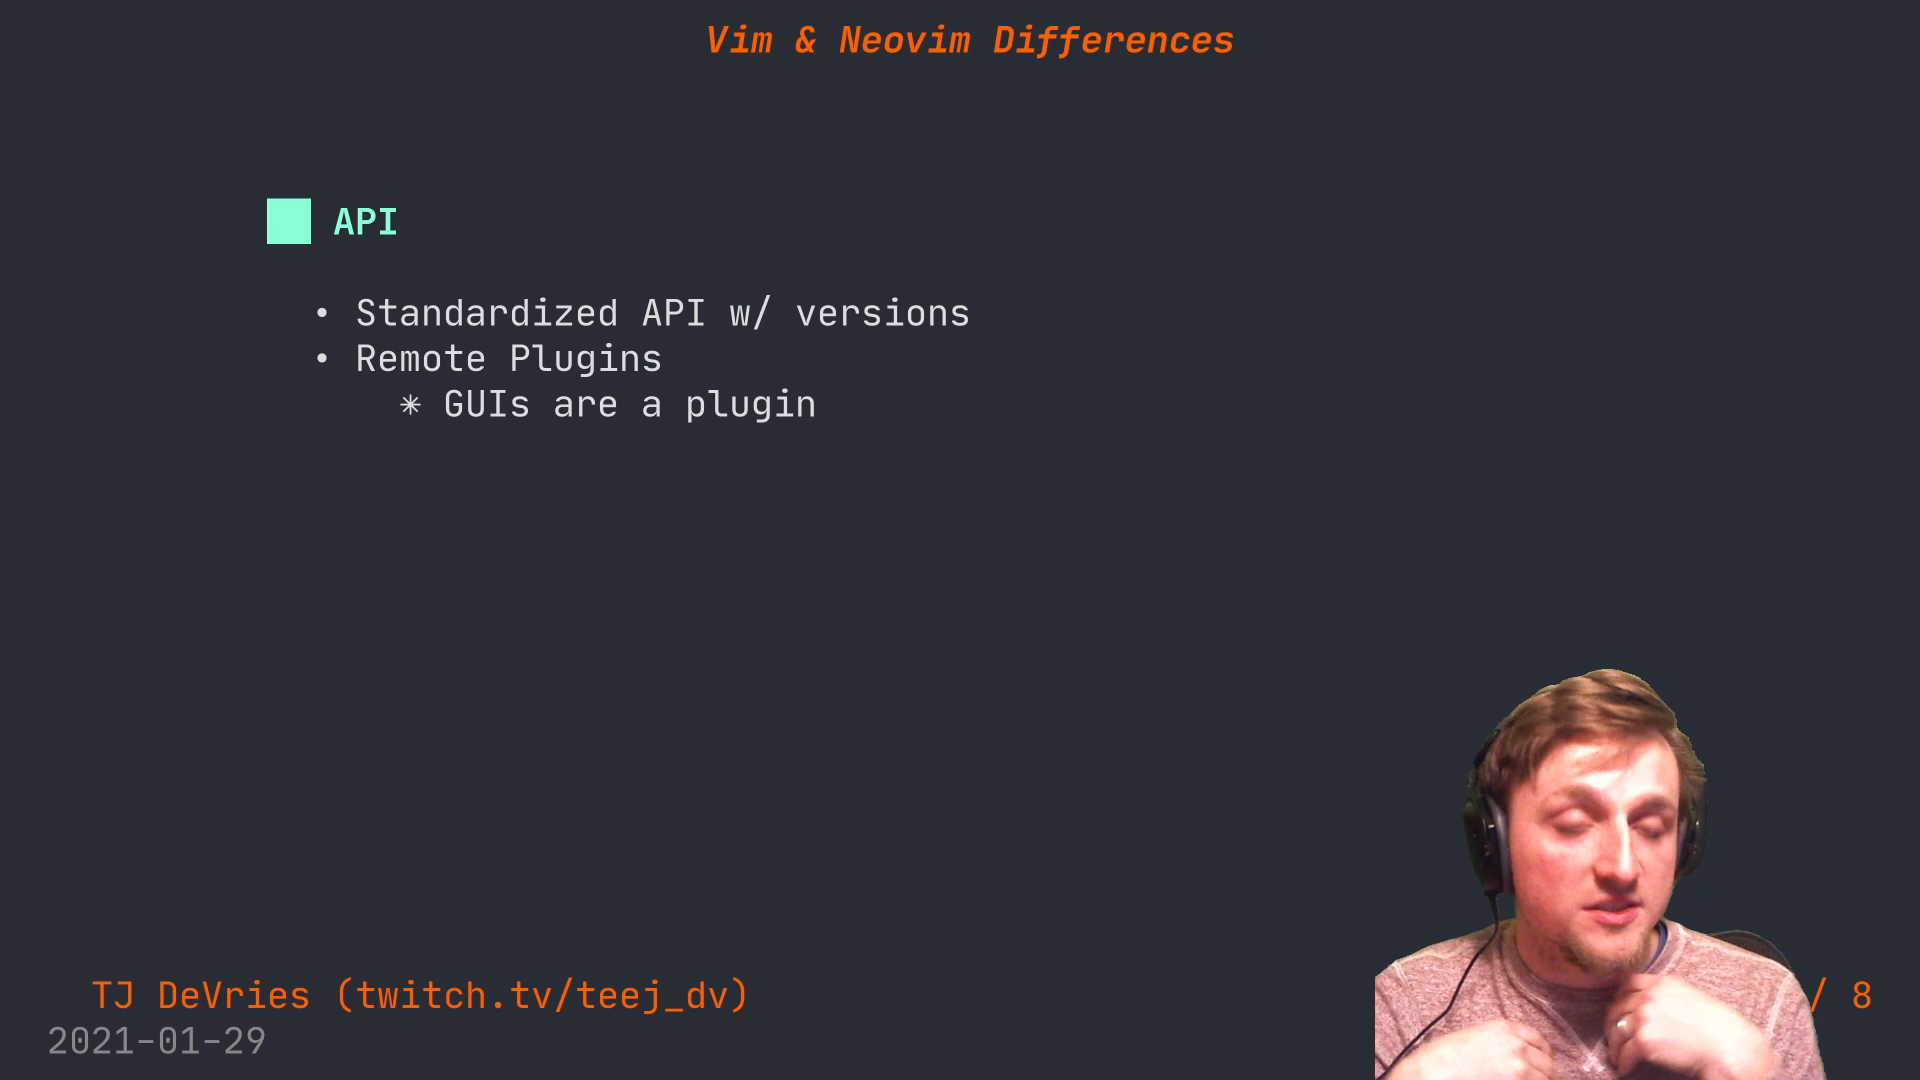 Vim & Neovim Differences
API
• Standardized API w/ versions
• Remote Plugins
✳ GUIs are a plugin
TJ DeVries (twitch.tv/teej_dv)
/ 8
2021-01-29